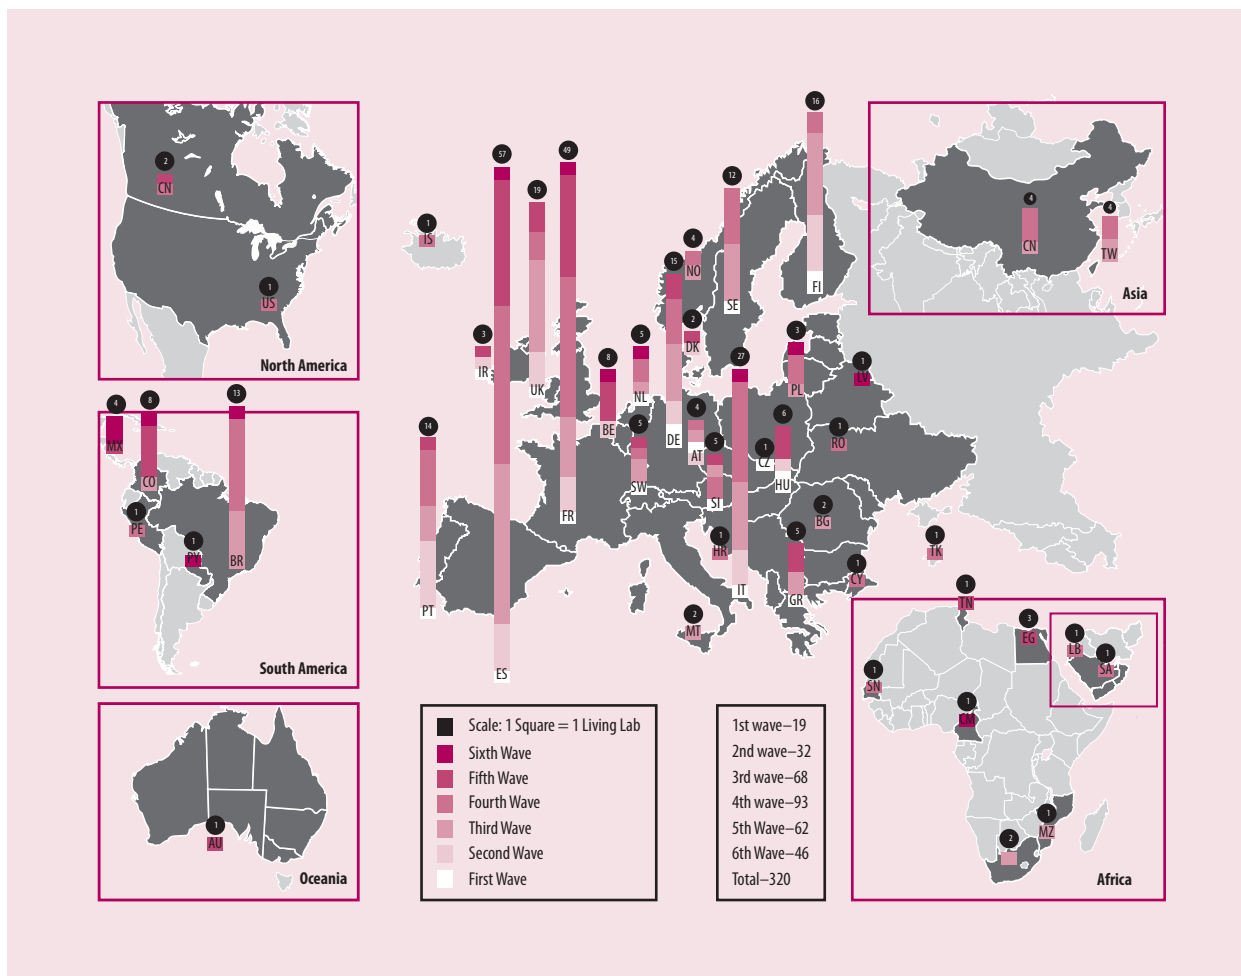 2
CN
1
US
North America
4
MX
8
CO
13
BR
1
PE
1
PY
South America
1
AU
Oceania
1
IS
3
IR
57
ES
19
UK
49
FR
14
PT
8
BE
5
NL
5
SW
15
DE
4
NO
2
DK
12
SE
16
FI
4
AT
5
SI
27
IT
1
CZ
6
HU
3
PL
1
LV
1
RO
2
BG
1
HR
5
GR
1
CY
1
TK
2
MT
4
CN
4
TW
Asia
1
TN
3
EG
1
LB
1
SA
1
SN
1
CM
1
MZ
2
Africa
Scale: 1 Square = 1 Living Lab
Sixth Wave
Fifth Wave
Fourth Wave
Third Wave
Second Wave
First Wave
1st wave–19
2nd wave–32
3rd wave–68
4th wave–93
5th Wave–62
6th Wave–46
Total–320